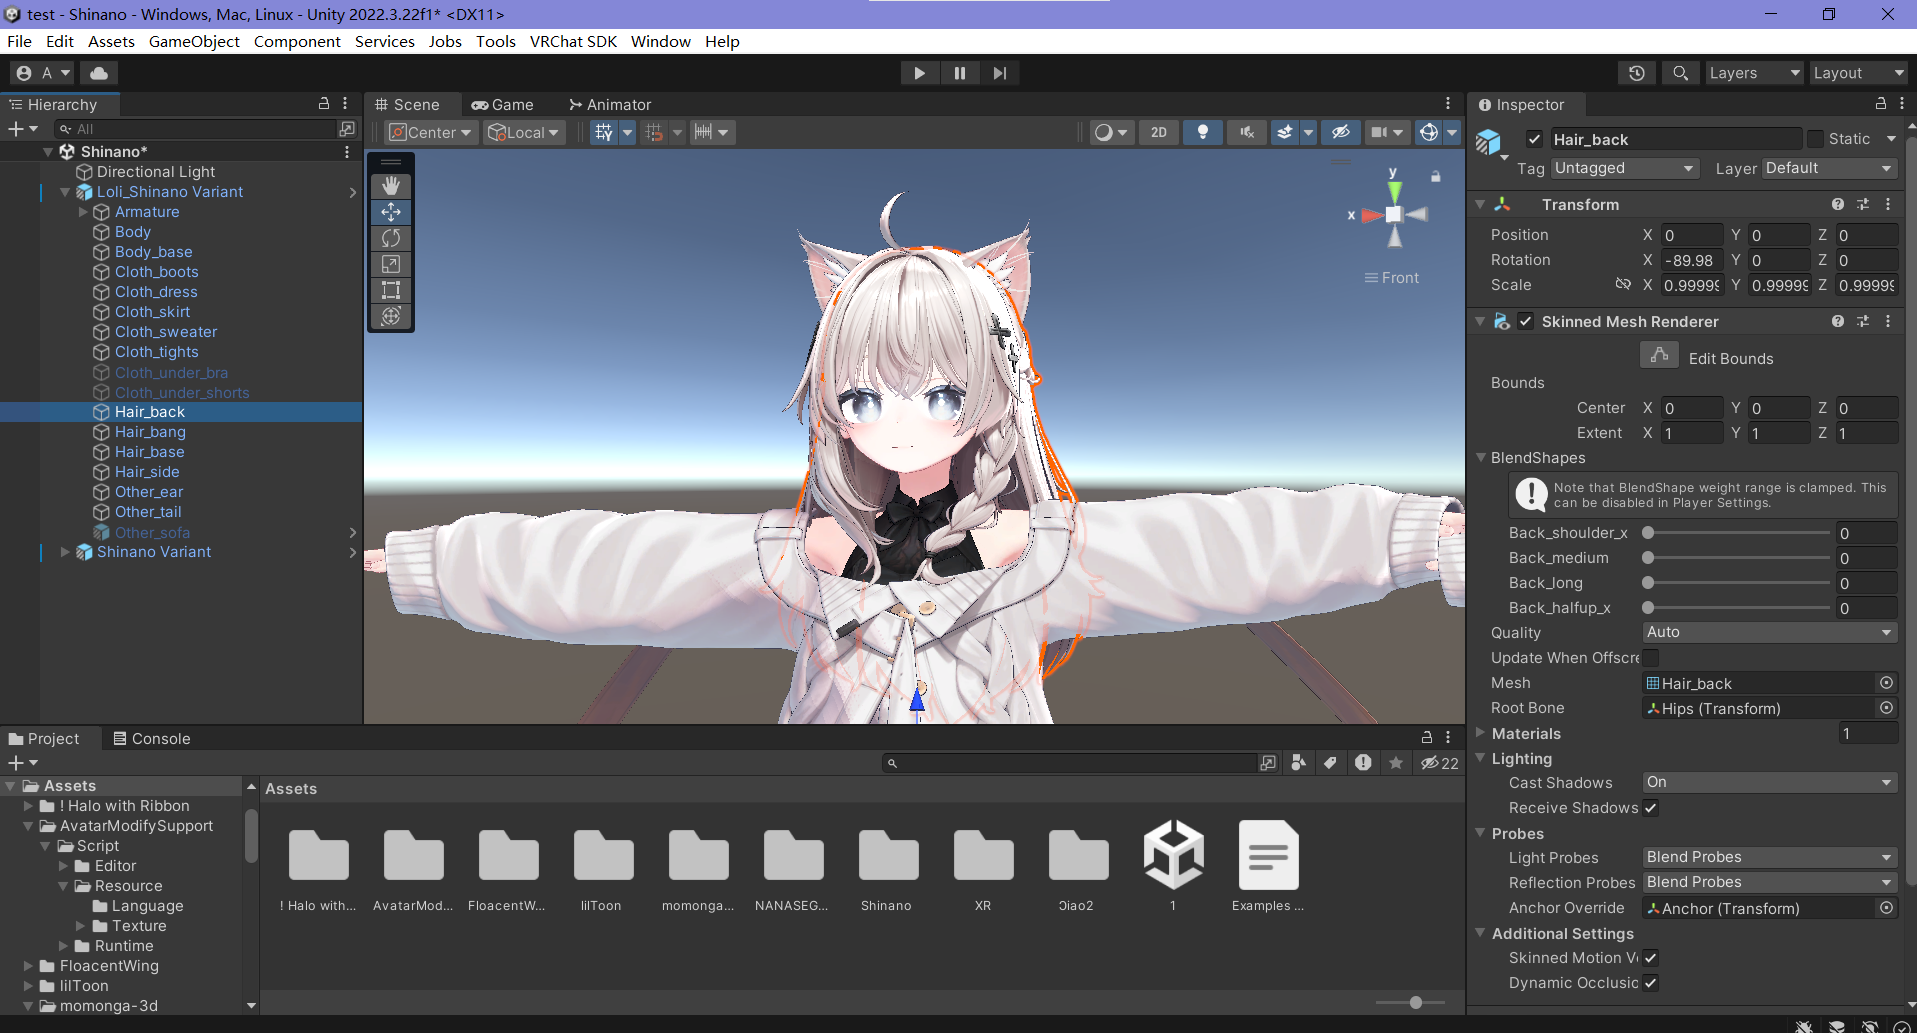 test - Shinano - Windows, Mac, Linux - Unity 2022.3.22f1* <DX11>
File Edit Assets GameObject Component Services Jobs Tools VRChat SDK Window Help
A
Layers
Layout
Hierarchy
All
Shinano*
Directional Light
Loli_Shinano Variant
Armature
Body
Body_base
Cloth_boots
Cloth_dress
Cloth_skirt
Cloth_sweater
Cloth_tights
Cloth_under_bra
Cloth_under_shorts
Hair_back
Hair_bang
Hair_base
Hair_side
Other_ear
Other_tail
Other_sofa
Shinano Variant
Scene Game Animator
Center Local 2D
y
x
Front
Inspector
Hair_back Static
Tag Untagged Layer Default
Transform
Position X 0 Y 0 Z 0
Rotation X -89.98 Y 0 Z 0
Scale X 0.99999 Y 0.99999 Z 0.99999
Skinned Mesh Renderer
Edit Bounds
Bounds
Center X 0 Y 0 Z 0
Extent X 1 Y 1 Z 1
BlendShapes
Note that BlendShape weight range is clamped. This
can be disabled in Player Settings.
Back_shoulder_x 0
Back_medium 0
Back_long 0
Back_halfup_x 0
Quality Auto
Update When Offscre
Mesh Hair_back
Root Bone Hips (Transform)
Materials 1
Lighting
Cast Shadows On
Receive Shadows
Probes
Light Probes Blend Probes
Reflection Probes Blend Probes
Anchor Override Anchor (Transform)
Additional Settings
Skinned Motion V
Dynamic Occlusio
Project Console
22
Assets
! Halo with Ribbon
AvatarModifySupport
Script
Editor
Resource
Language
Texture
Runtime
FloacentWing
lilToon
momonga-3d
Assets
! Halo with... AvatarMod... FloacentW... lilToon momonga... NANASEG... Shinano XR Ɔiao2 1 Examples ...